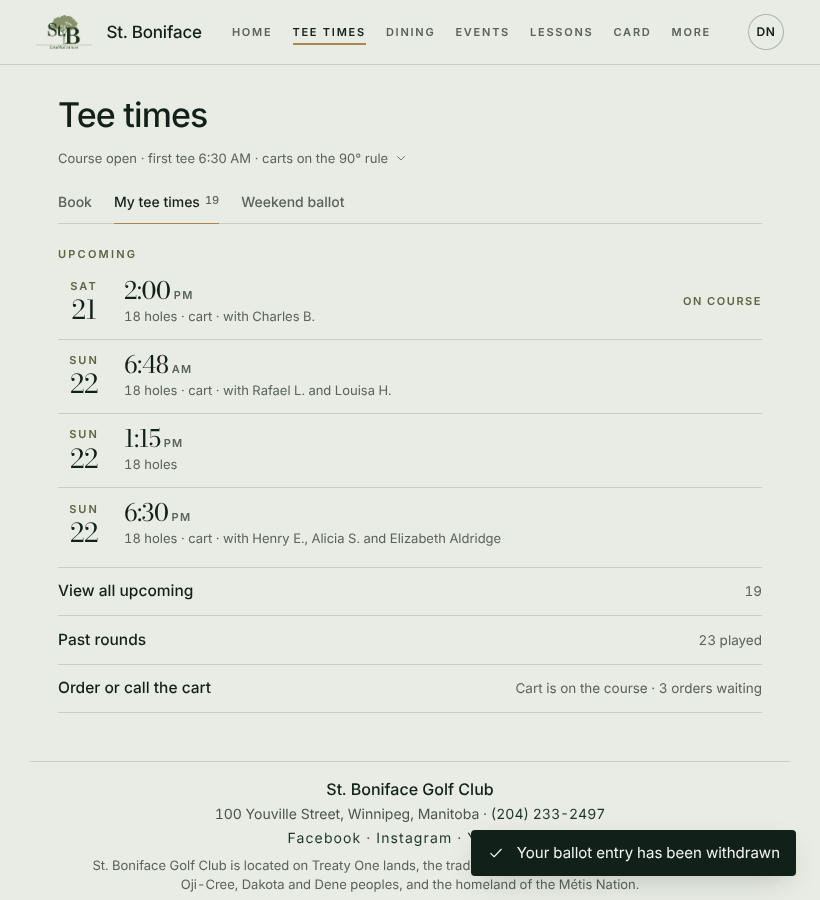 St.B
St. Boniface
HOME TEE TIMES DINING EVENTS LESSONS CARD MORE
DN
Tee times
Course open · first tee 6:30 AM · carts on the 90° rule
Book My tee times 19 Weekend ballot
UPCOMING
SAT 21
2:00 PM
18 holes · cart · with Charles B.
ON COURSE
SUN 22
6:48 AM
18 holes · cart · with Rafael L. and Louisa H.
SUN 22
1:15 PM
18 holes
SUN 22
6:30 PM
18 holes · cart · with Henry E., Alicia S. and Elizabeth Aldridge
View all upcoming 19
Past rounds 23 played
Order or call the cart Cart is on the course · 3 orders waiting
St. Boniface Golf Club
100 Youville Street, Winnipeg, Manitoba · (204) 233-2497
Facebook · Instagram ·
Your ballot entry has been withdrawn
St. Boniface Golf Club is located on Treaty One lands, the
Oji-Cree, Dakota and Dene peoples, and the homeland of the Métis Nation.